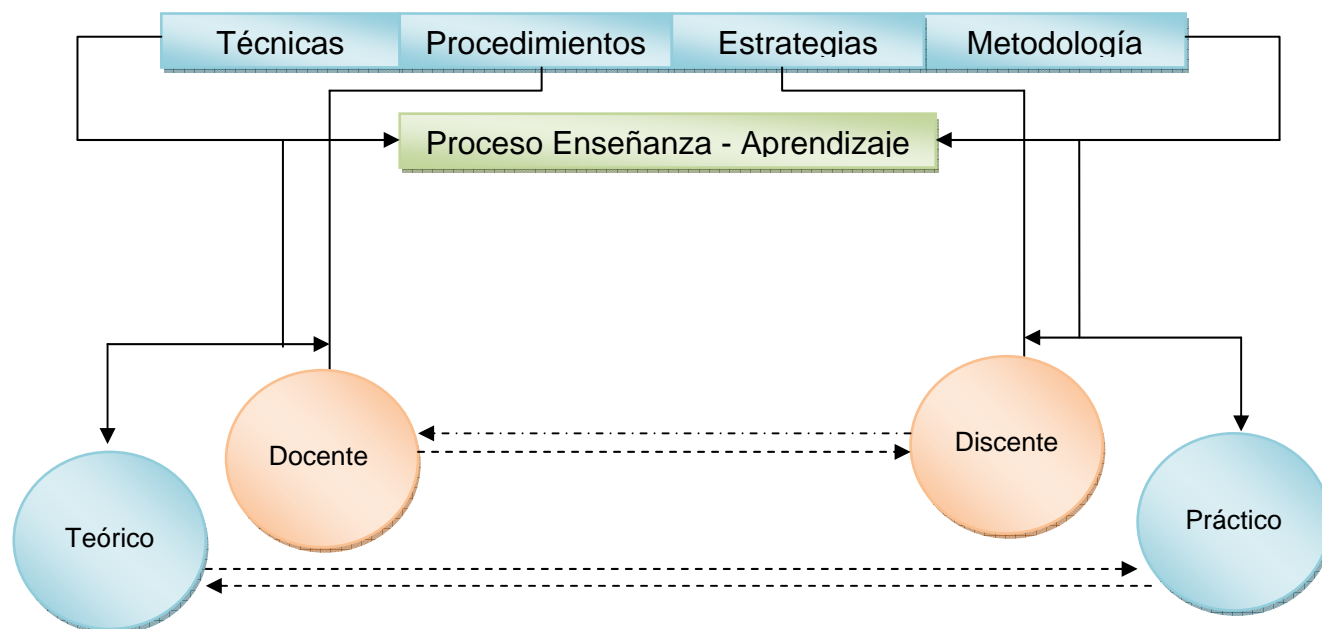 Técnicas Procedimientos Estrategias Metodología
Proceso Enseñanza - Aprendizaje
Docente
Discente
Teórico
Práctico